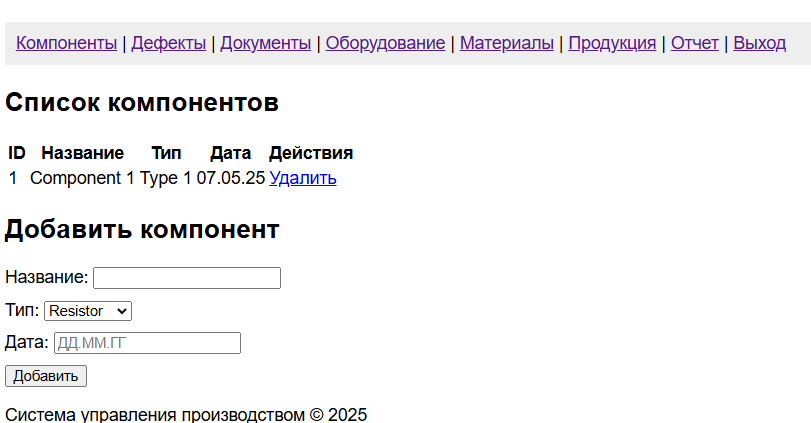 Компоненты | Дефекты | Документы | Оборудование | Материалы | Продукция | Отчет | Выход
Список компонентов
ID Название Тип Дата Действия
1 Component 1 Type 1 07.05.25 Удалить
Добавить компонент
Название:
Тип: Resistor
Дата: ДД.ММ.ГГ
Добавить
Система управления производством © 2025